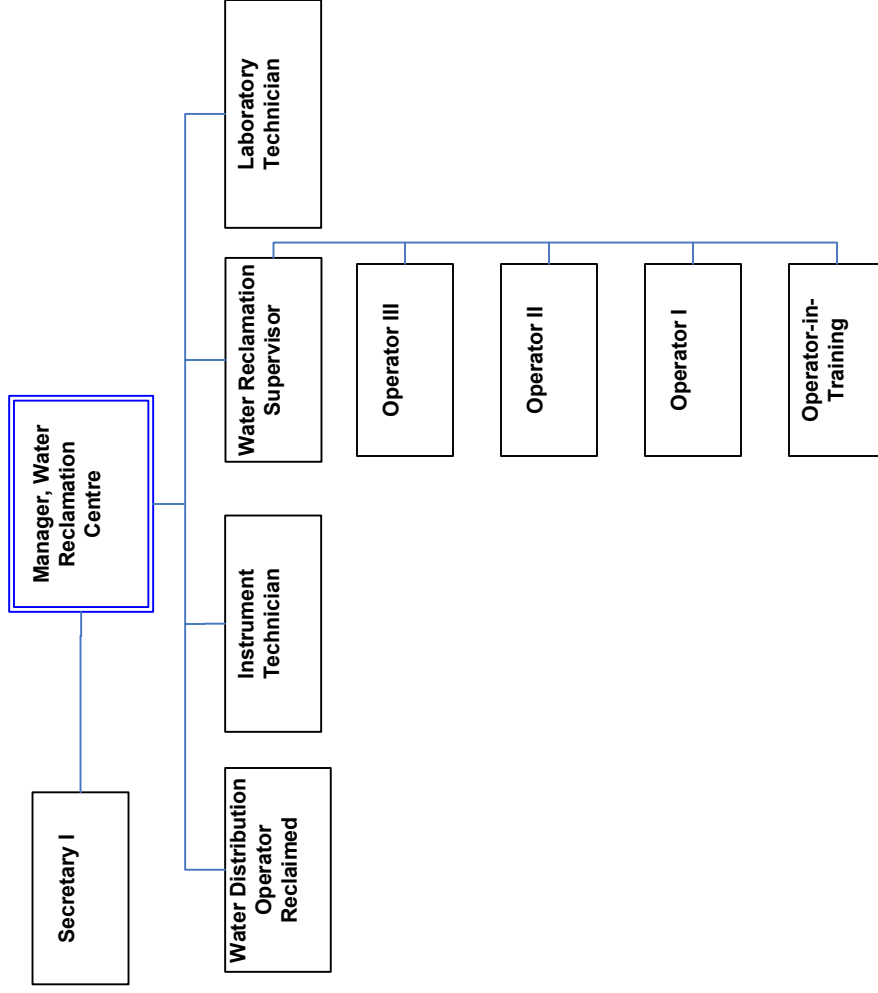 Manager, Water
Reclamation
Centre
Secretary I
Water Distribution
Operator
Reclaimed
Instrument
Technician
Water Reclamation
Supervisor
Laboratory
Technician
Operator III
Operator II
Operator I
Operator-in-
Training